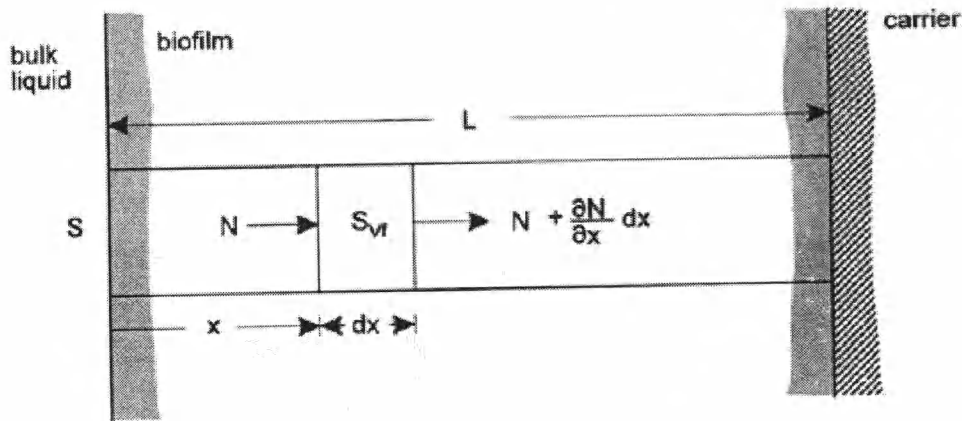 bulk
liquid
biofilm
carrier
L
S
N
S_vf
N + ∂N/∂x dx
x
dx